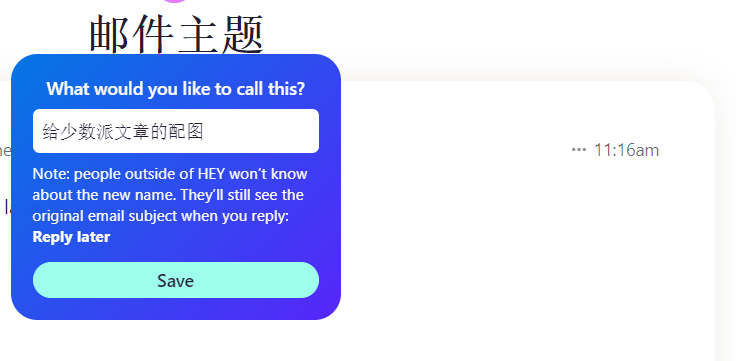 邮件主题
What would you like to call this?
给少数派文章的配图
11:16am
Note: people outside of HEY won't know
about the new name. They'll still see the
original email subject when you reply:
Reply later
Save